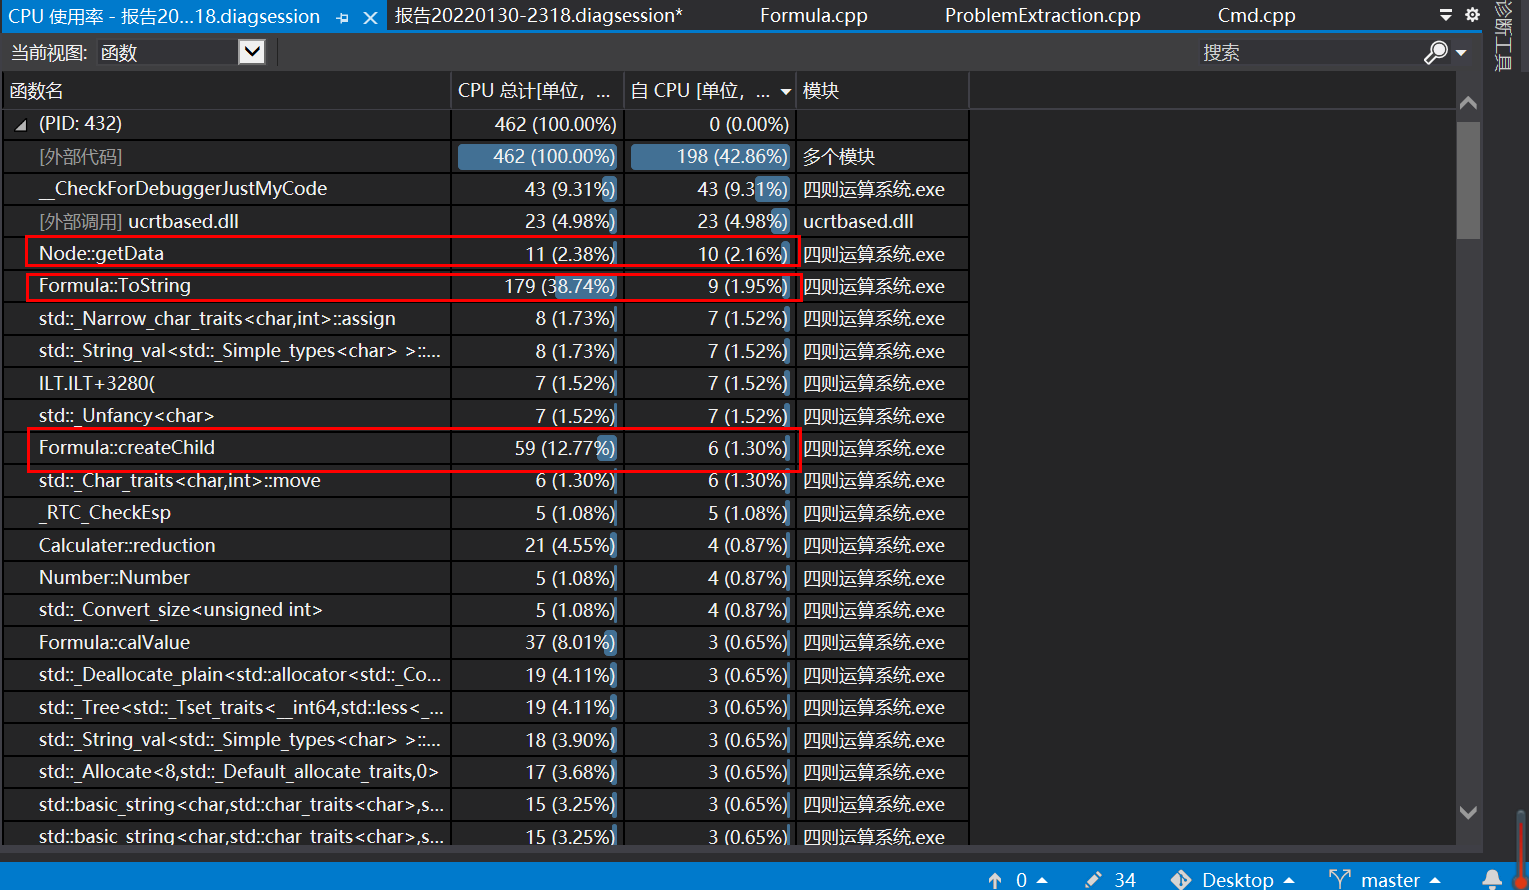 CPU 使用率 - 报告20...18.diagsession 报告20220130-2318.diagsession* Formula.cpp ProblemExtraction.cpp Cmd.cpp
诊断工具
当前视图: 函数 搜索
函数名 CPU 总计[单位, ... 自 CPU [单位, ... 模块
(PID: 432) 462 (100.00%) 0 (0.00%)
[外部代码] 462 (100.00%) 198 (42.86%) 多个模块
__CheckForDebuggerJustMyCode 43 (9.31%) 43 (9.31%) 四则运算系统.exe
[外部调用] ucrtbased.dll 23 (4.98%) 23 (4.98%) ucrtbased.dll
Node::getData 11 (2.38%) 10 (2.16%) 四则运算系统.exe
Formula::ToString 179 (38.74%) 9 (1.95%) 四则运算系统.exe
std::_Narrow_char_traits<char,int>::assign 8 (1.73%) 7 (1.52%) 四则运算系统.exe
std::_String_val<std::_Simple_types<char> >::... 8 (1.73%) 7 (1.52%) 四则运算系统.exe
ILT.ILT+3280( 7 (1.52%) 7 (1.52%) 四则运算系统.exe
std::_Unfancy<char> 7 (1.52%) 7 (1.52%) 四则运算系统.exe
Formula::createChild 59 (12.77%) 6 (1.30%) 四则运算系统.exe
std::_Char_traits<char,int>::move 6 (1.30%) 6 (1.30%) 四则运算系统.exe
_RTC_CheckEsp 5 (1.08%) 5 (1.08%) 四则运算系统.exe
Calculater::reduction 21 (4.55%) 4 (0.87%) 四则运算系统.exe
Number::Number 5 (1.08%) 4 (0.87%) 四则运算系统.exe
std::_Convert_size<unsigned int> 5 (1.08%) 4 (0.87%) 四则运算系统.exe
Formula::calValue 37 (8.01%) 3 (0.65%) 四则运算系统.exe
std::_Deallocate_plain<std::allocator<std::_Co... 19 (4.11%) 3 (0.65%) 四则运算系统.exe
std::_Tree<std::_Tset_traits<__int64,std::less<_... 19 (4.11%) 3 (0.65%) 四则运算系统.exe
std::_String_val<std::_Simple_types<char> >::... 18 (3.90%) 3 (0.65%) 四则运算系统.exe
std::_Allocate<8,std::_Default_allocate_traits,0> 17 (3.68%) 3 (0.65%) 四则运算系统.exe
std::basic_string<char,std::char_traits<char>,s... 15 (3.25%) 3 (0.65%) 四则运算系统.exe
std::basic_string<char,std::char_traits<char>,s... 15 (3.25%) 3 (0.65%) 四则运算系统.exe
0 34 Desktop master